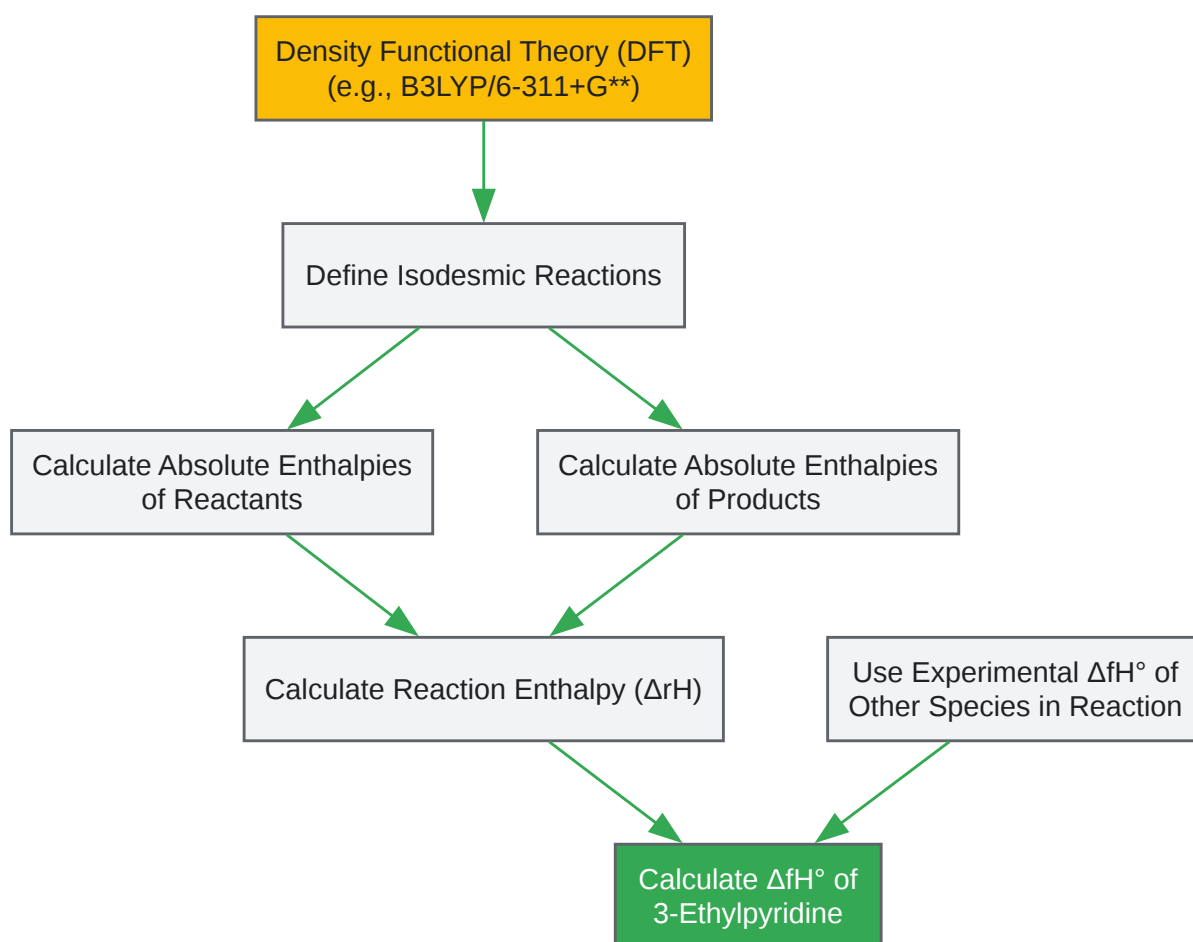 Density Functional Theory (DFT)
(e.g., B3LYP/6-311+G**)
Define Isodesmic Reactions
Calculate Absolute Enthalpies
of Reactants
Calculate Absolute Enthalpies
of Products
Calculate Reaction Enthalpy (ΔrH)
Use Experimental ΔfH° of
Other Species in Reaction
Calculate ΔfH° of
3-Ethylpyridine